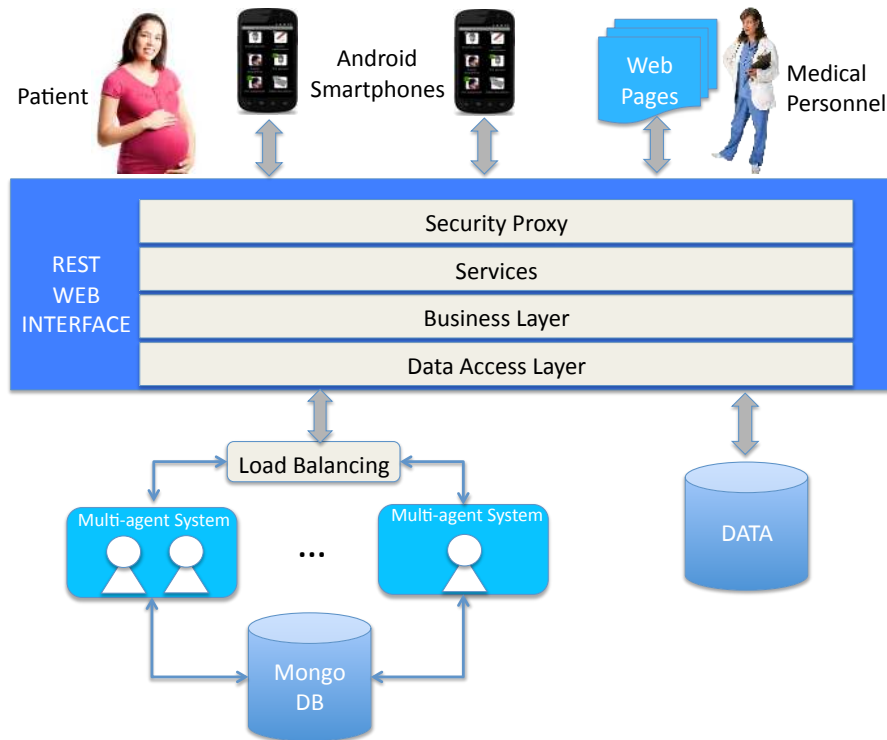 Patient
Android
Smartphones
Web
Pages
Medical
Personnel
REST
WEB
INTERFACE
Security Proxy
Services
Business Layer
Data Access Layer
Load Balancing
Multi-agent System
...
Multi-agent System
DATA
Mongo
DB